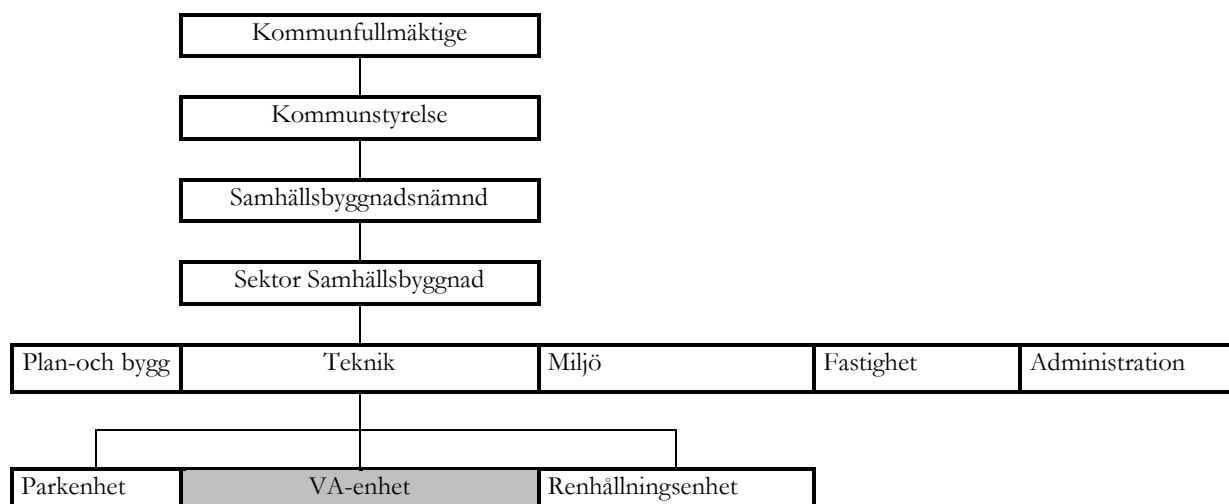 Kommunfullmäktige
Kommunstyrelse
Samhällsbyggnadsnämnd
Sektor Samhällsbyggnad
Plan-och bygg Teknik Miljö Fastighet Administration
Parkenhet VA-enhet Renhållningsenhet